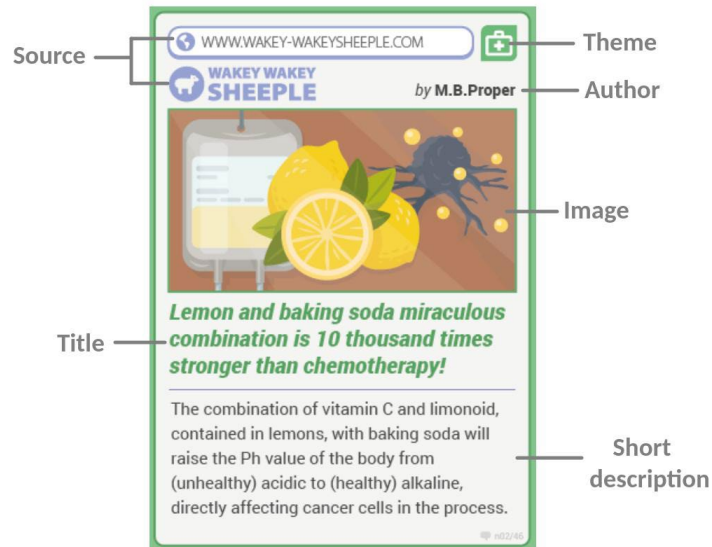 Source
WWW.WAKEY-WAKEYSHEEPLE.COM
Theme
WAKEY WAKEY
SHEEPLE
by M.B.Proper
Author
Image
Title
Lemon and baking soda miraculous
combination is 10 thousand times
stronger than chemotherapy!
The combination of vitamin C and limonoid,
contained in lemons, with baking soda will
raise the Ph value of the body from
(unhealthy) acidic to (healthy) alkaline,
directly affecting cancer cells in the process.
Short
description
n02/46